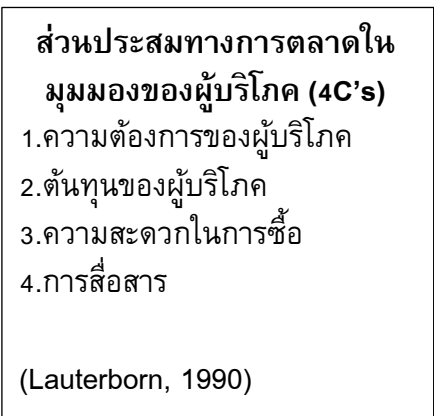 ส่วนประสมทางการตลาดใน
มุมมองของผู้บริโภค (4C’s)
1.ความต้องการของผู้บริโภค
2.ต้นทุนของผู้บริโภค
3.ความสะดวกในการซื้อ
4.การสื่อสาร
(Lauterborn, 1990)